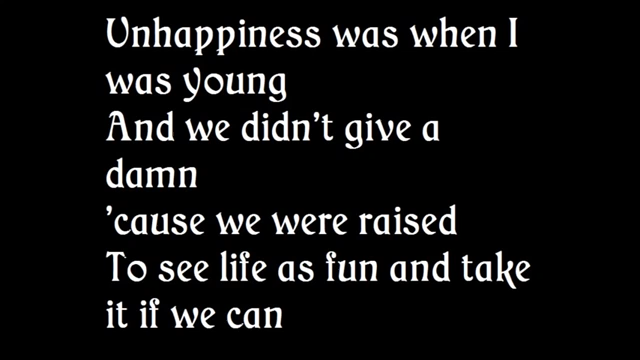 Unhappiness was when I
was young
And we didn't give a
damn
'cause we were raised
To see life as fun and take
it if we can